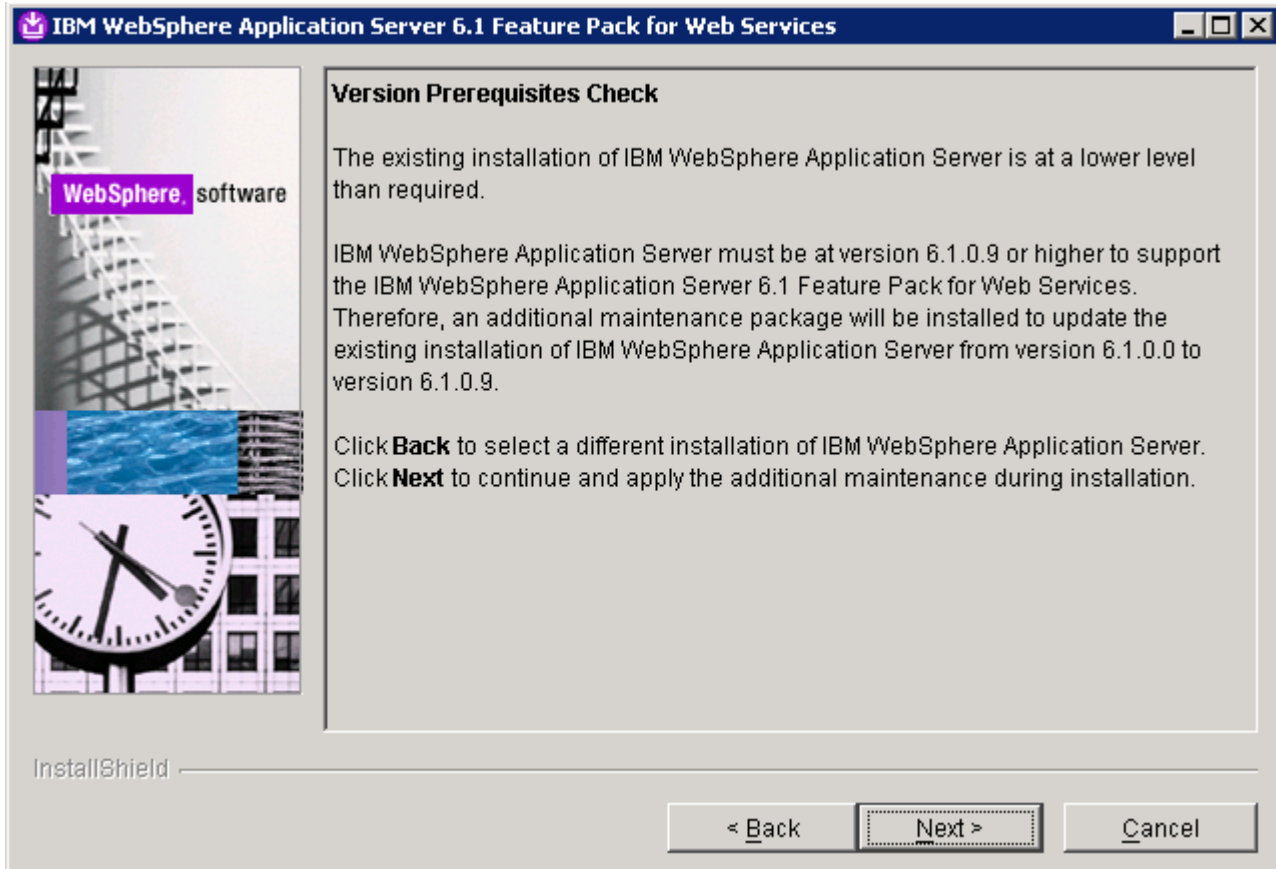 IBM WebSphere Application Server 6.1 Feature Pack for Web Services
WebSphere. software
Version Prerequisites Check
The existing installation of IBM WebSphere Application Server is at a lower level
than required.
IBM WebSphere Application Server must be at version 6.1.0.9 or higher to support
the IBM WebSphere Application Server 6.1 Feature Pack for Web Services.
Therefore, an additional maintenance package will be installed to update the
existing installation of IBM WebSphere Application Server from version 6.1.0.0 to
version 6.1.0.9.
Click Back to select a different installation of IBM WebSphere Application Server.
Click Next to continue and apply the additional maintenance during installation.
InstallShield
< Back
Next >
Cancel